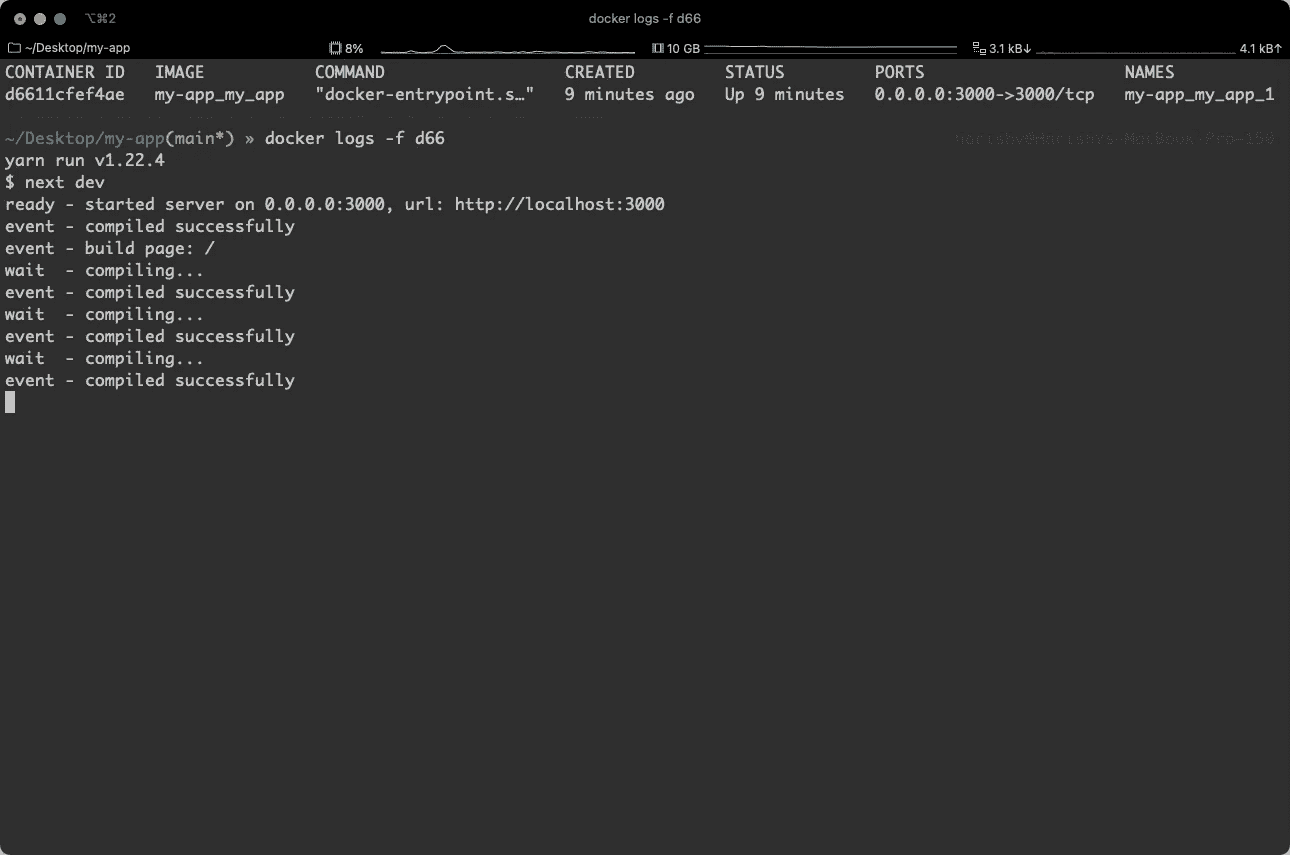 ⌥⌘2 docker logs -f d66
~/Desktop/my-app 8% 10 GB 3.1 kB↓ 4.1 kB↑
CONTAINER ID IMAGE COMMAND CREATED STATUS PORTS NAMES
d6611cfef4ae my-app_my_app "docker-entrypoint.s…" 9 minutes ago Up 9 minutes 0.0.0.0:3000->3000/tcp my-app_my_app_1
~/Desktop/my-app(main*) » docker logs -f d66
yarn run v1.22.4
$ next dev
ready - started server on 0.0.0.0:3000, url: http://localhost:3000
event - compiled successfully
event - build page: /
wait  - compiling...
event - compiled successfully
wait  - compiling...
event - compiled successfully
wait  - compiling...
event - compiled successfully